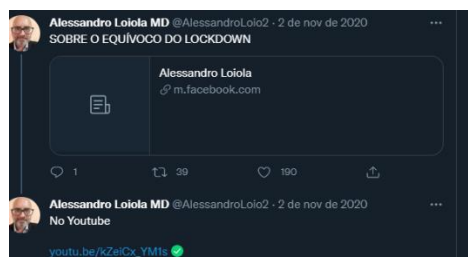 Alessandro Loiola MD @AlessandroLoio2 · 2 de nov de 2020
SOBRE O EQUÍVOCO DO LOCKDOWN
Alessandro Loiola
m.facebook.com
1 39 190
Alessandro Loiola MD @AlessandroLoio2 · 2 de nov de 2020
No Youtube
youtu.be/kZeICx_YM1s